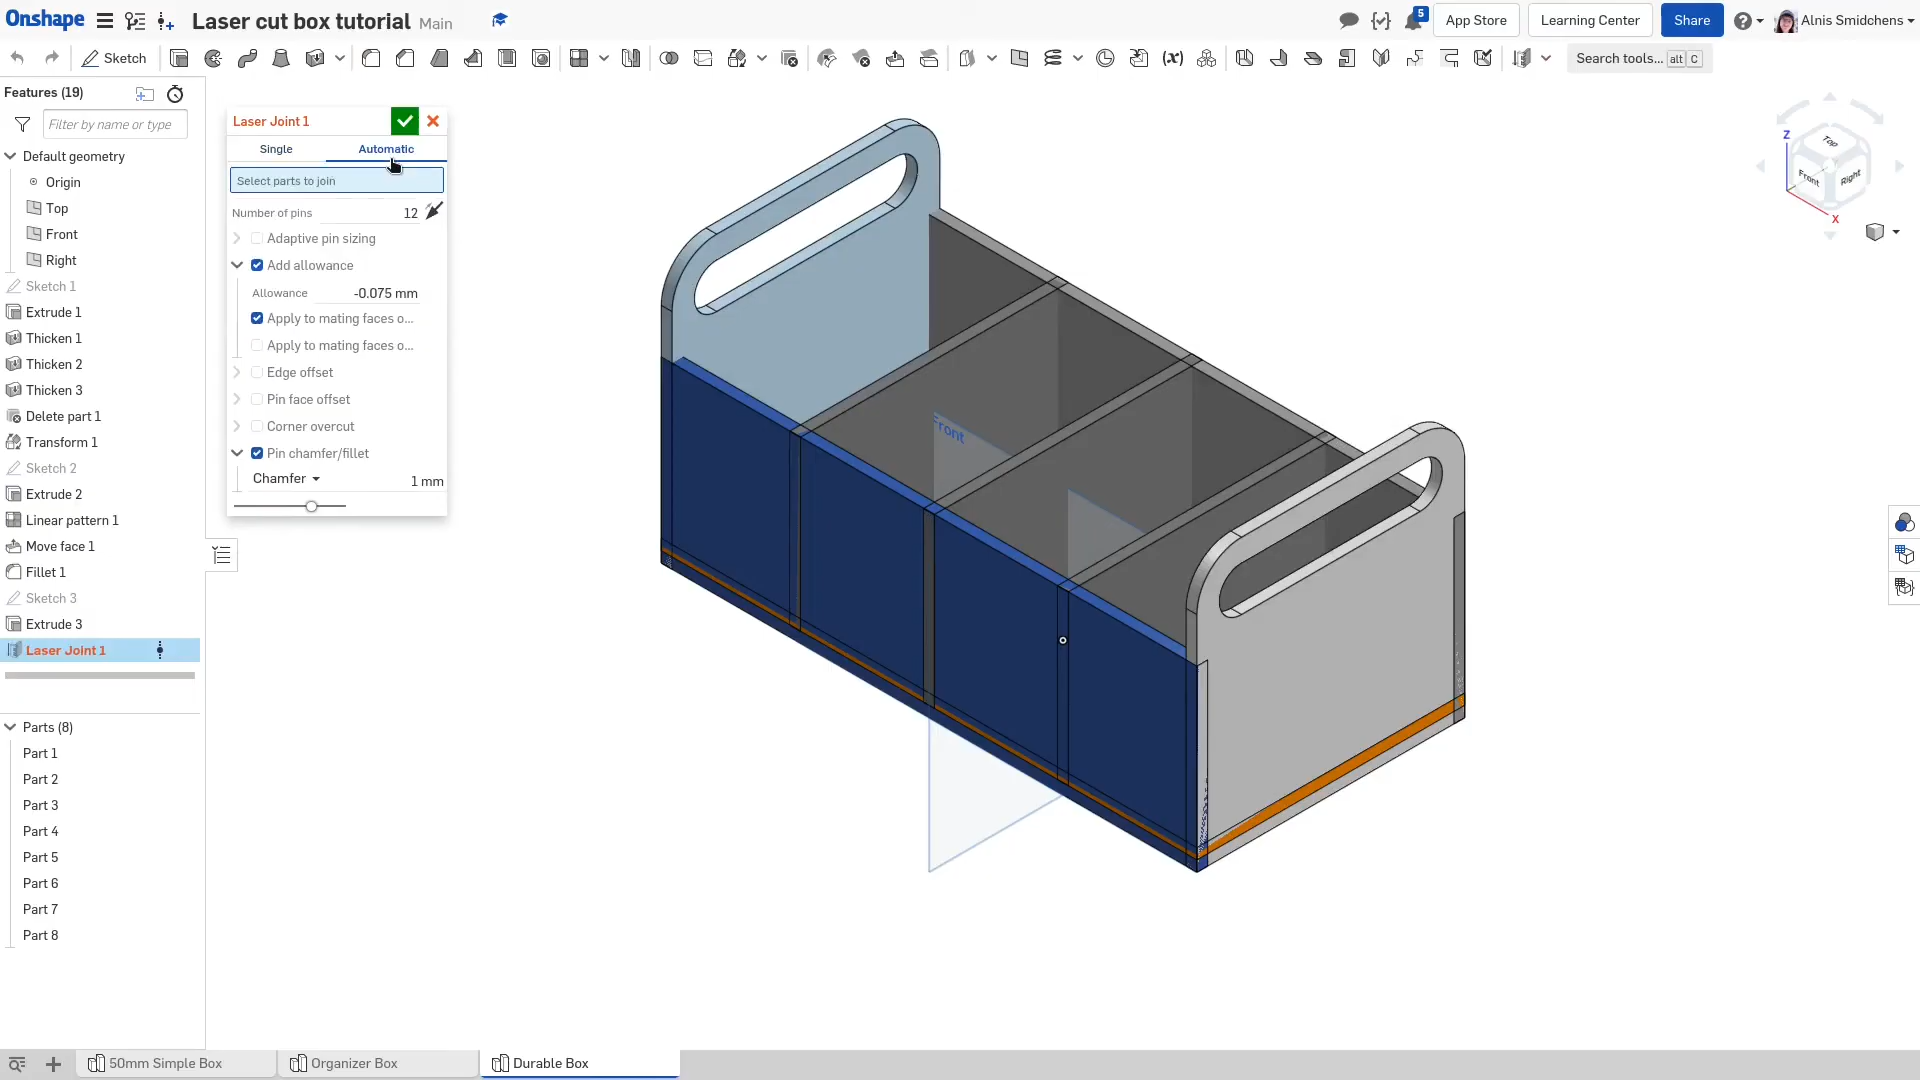 Onshape
Laser cut box tutorial Main
5
App Store
Learning Center
Share
Alnis Smidchens
Sketch
Search tools... alt C
Features (19)
Filter by name or type
Default geometry
Origin
Top
Front
Right
Sketch 1
Extrude 1
Thicken 1
Thicken 2
Thicken 3
Delete part 1
Transform 1
Sketch 2
Extrude 2
Linear pattern 1
Move face 1
Fillet 1
Sketch 3
Extrude 3
Laser Joint 1
Parts (8)
Part 1
Part 2
Part 3
Part 4
Part 5
Part 6
Part 7
Part 8
Laser Joint 1
Single Automatic
Select parts to join
Number of pins 12
Adaptive pin sizing
Add allowance
Allowance -0.075 mm
Apply to mating faces o...
Apply to mating faces o...
Edge offset
Pin face offset
Corner overcut
Pin chamfer/fillet
Chamfer 1 mm
Front
Z
Top
Front Right
X
50mm Simple Box
Organizer Box
Durable Box